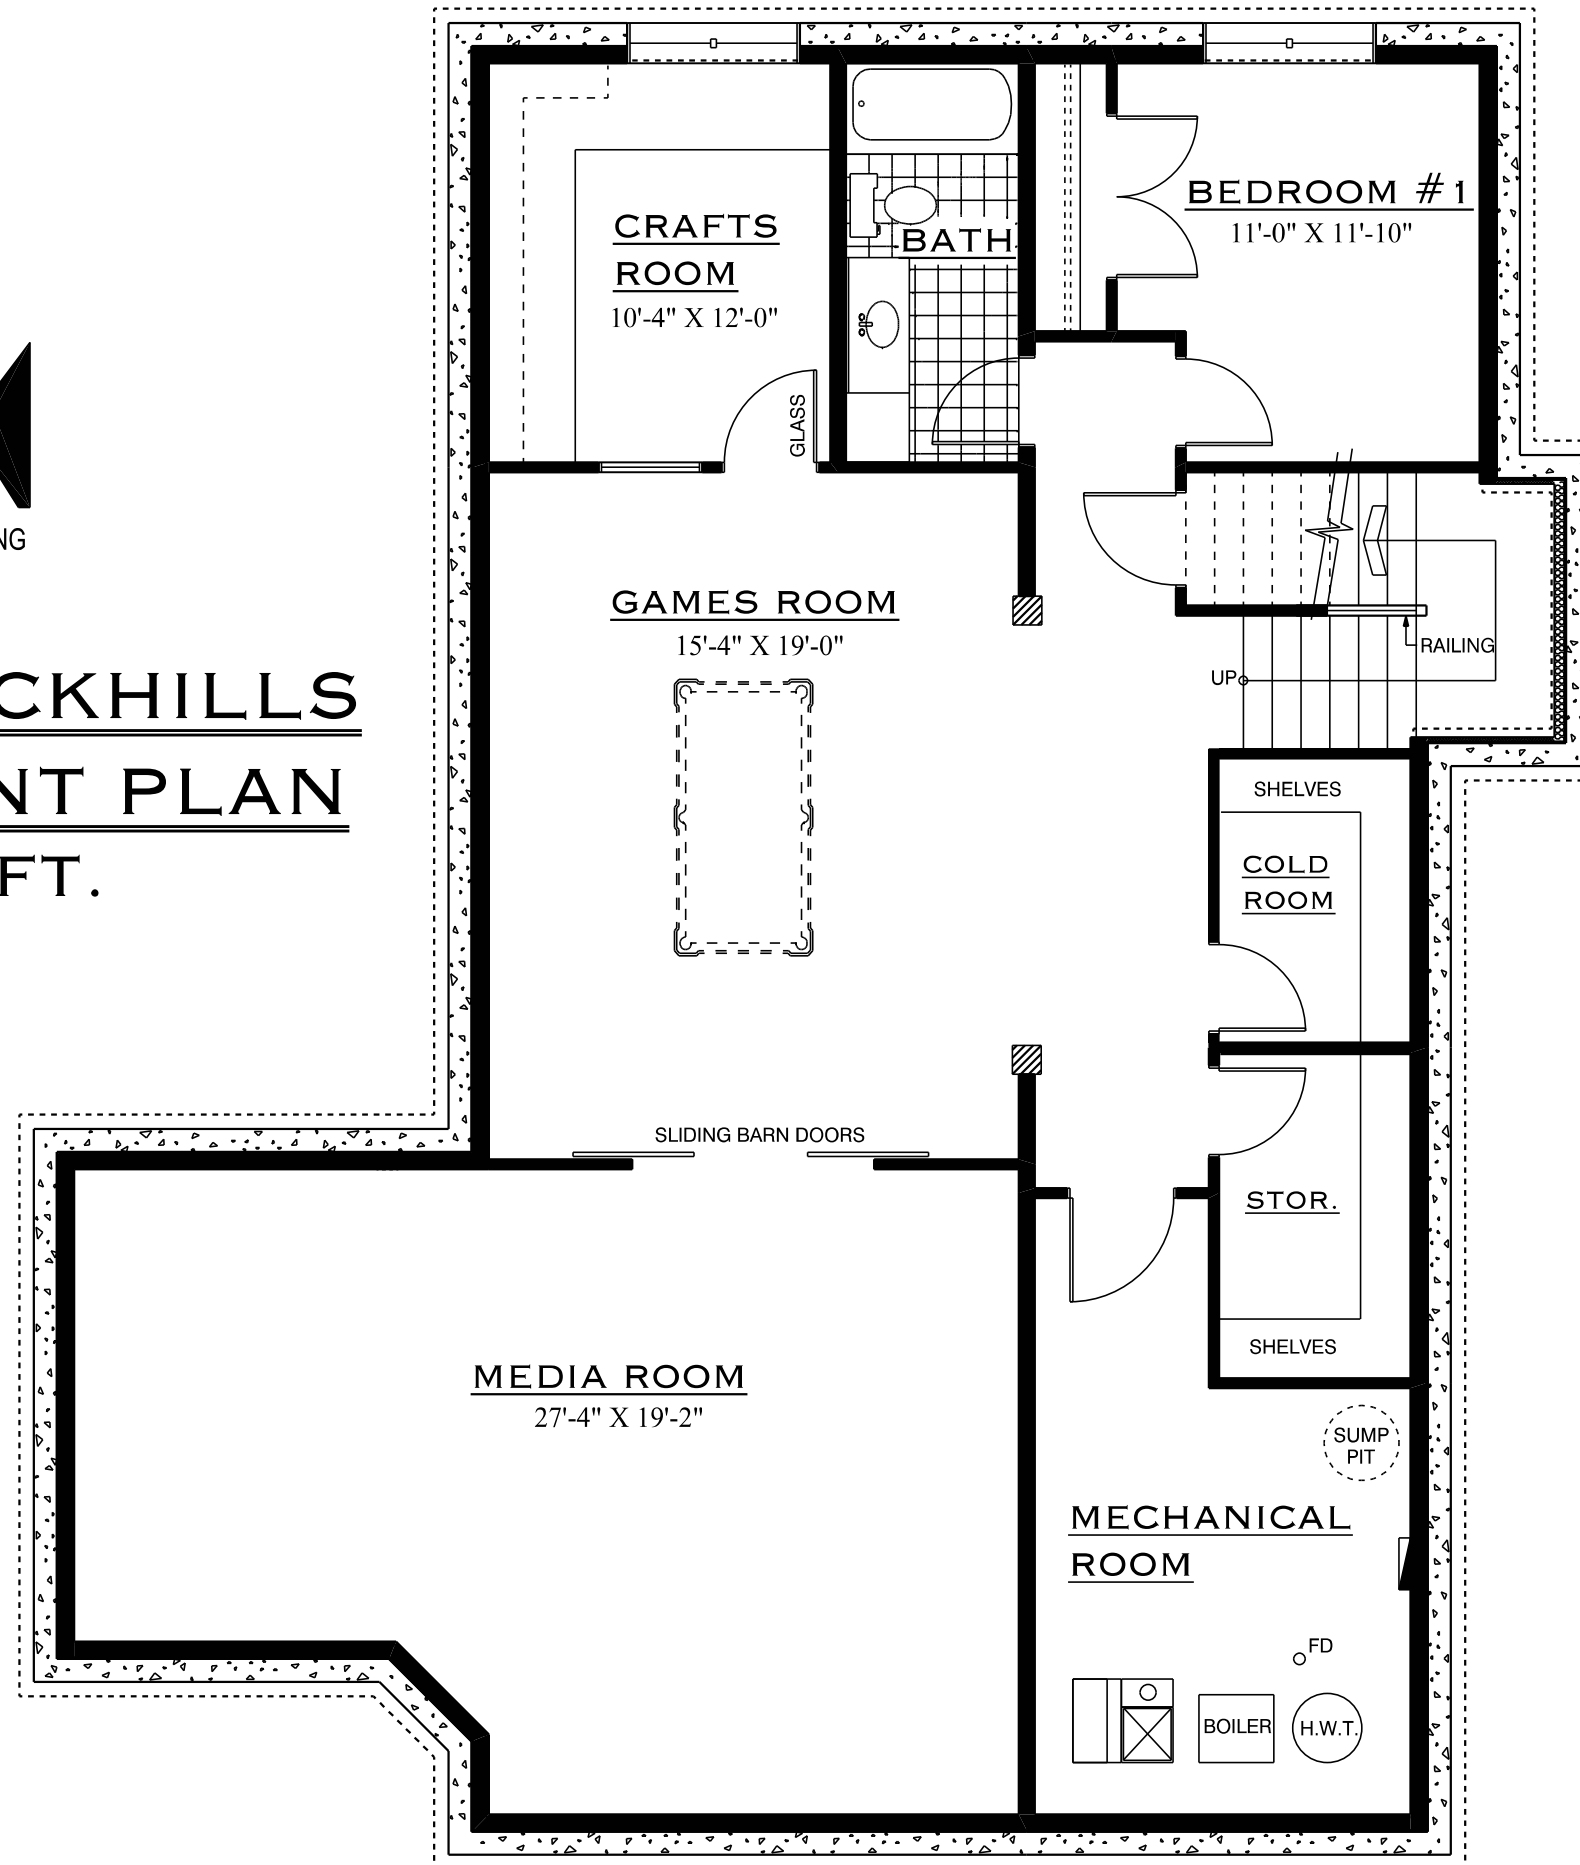 CRAFTS
ROOM
10'-4" X 12'-0"
GLASS
BATH
BEDROOM #1
11'-0" X 11'-10"
NG
GAMES ROOM
15'-4" X 19'-0"
RAILING
UP
CKHILLS
NT PLAN
FT.
SHELVES
COLD
ROOM
SLIDING BARN DOORS
STOR.
SHELVES
MEDIA ROOM
27'-4" X 19'-2"
SUMP
PIT
MECHANICAL
ROOM
FD
BOILER
H.W.T.